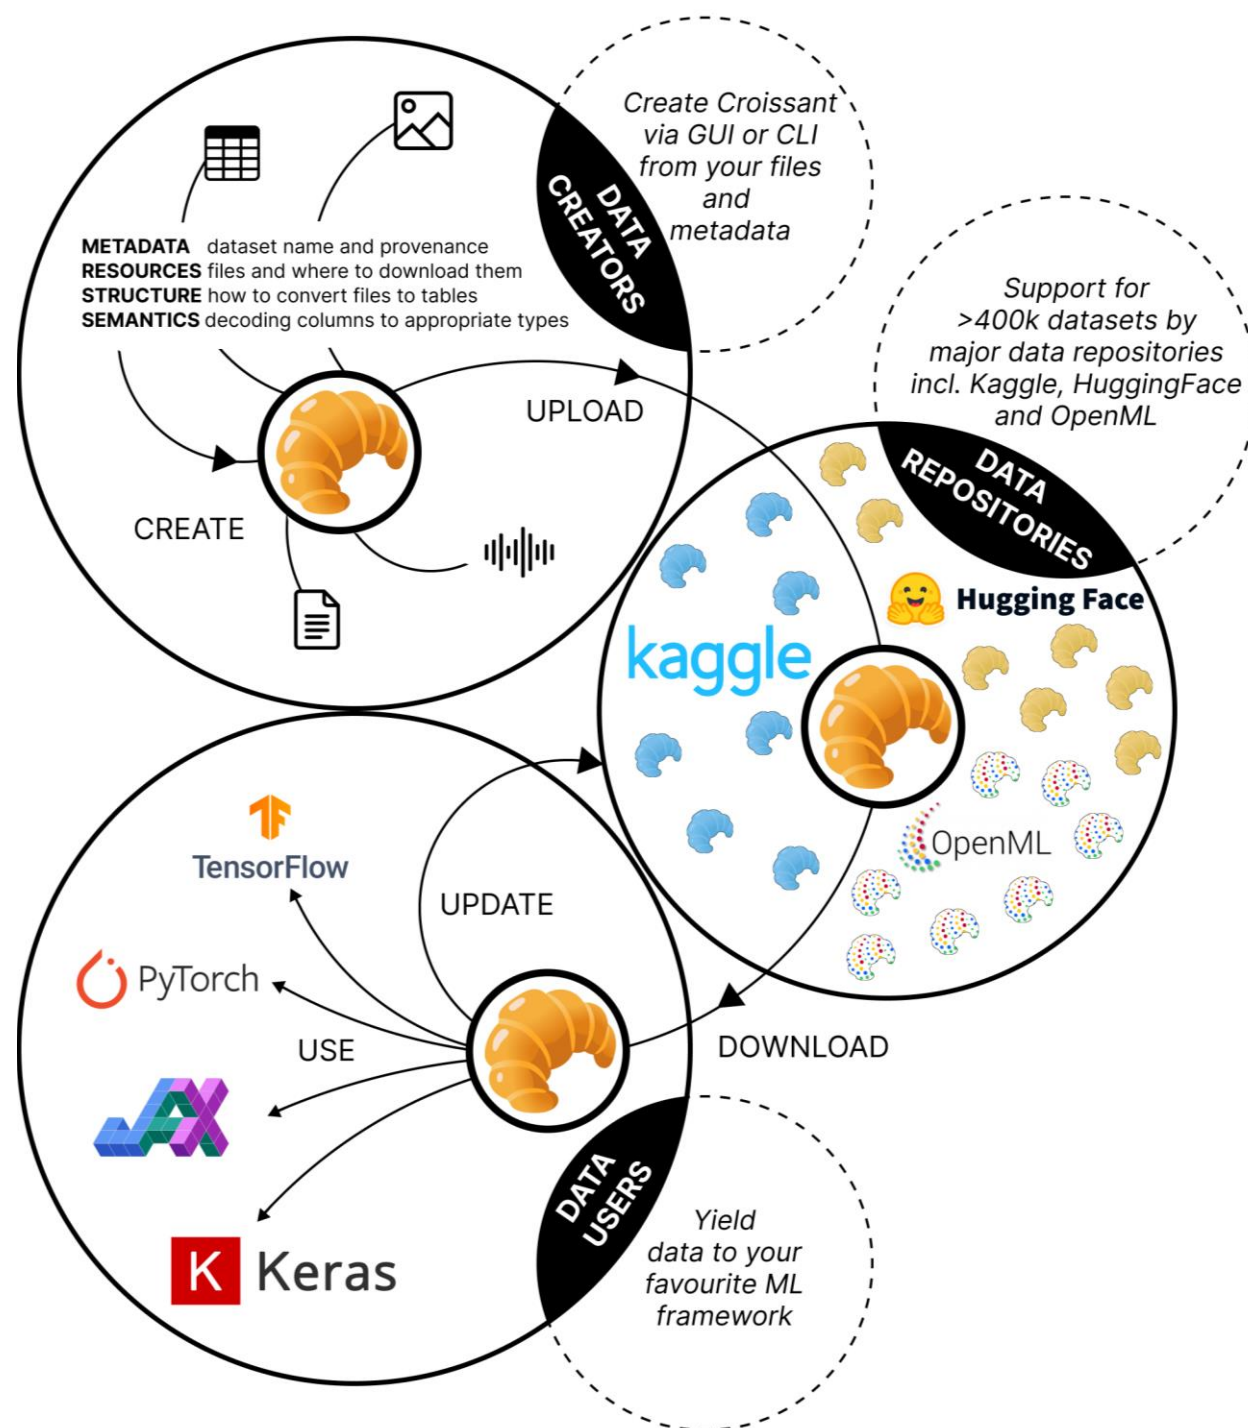 Create Croissant
via GUI or CLI
from your files
and
metadata
DATA
CREATORS
METADATA dataset name and provenance
RESOURCES files and where to download them
STRUCTURE how to convert files to tables
SEMANTICS decoding columns to appropriate types
UPLOAD
CREATE
Support for
>400k datasets by
major data repositories
incl. Kaggle, HuggingFace
and OpenML
DATA
REPOSITORIES
Hugging Face
kaggle
OpenML
TensorFlow
UPDATE
PyTorch
USE
DOWNLOAD
JAX
DATA
USERS
K Keras
Yield
data to your
favourite ML
framework